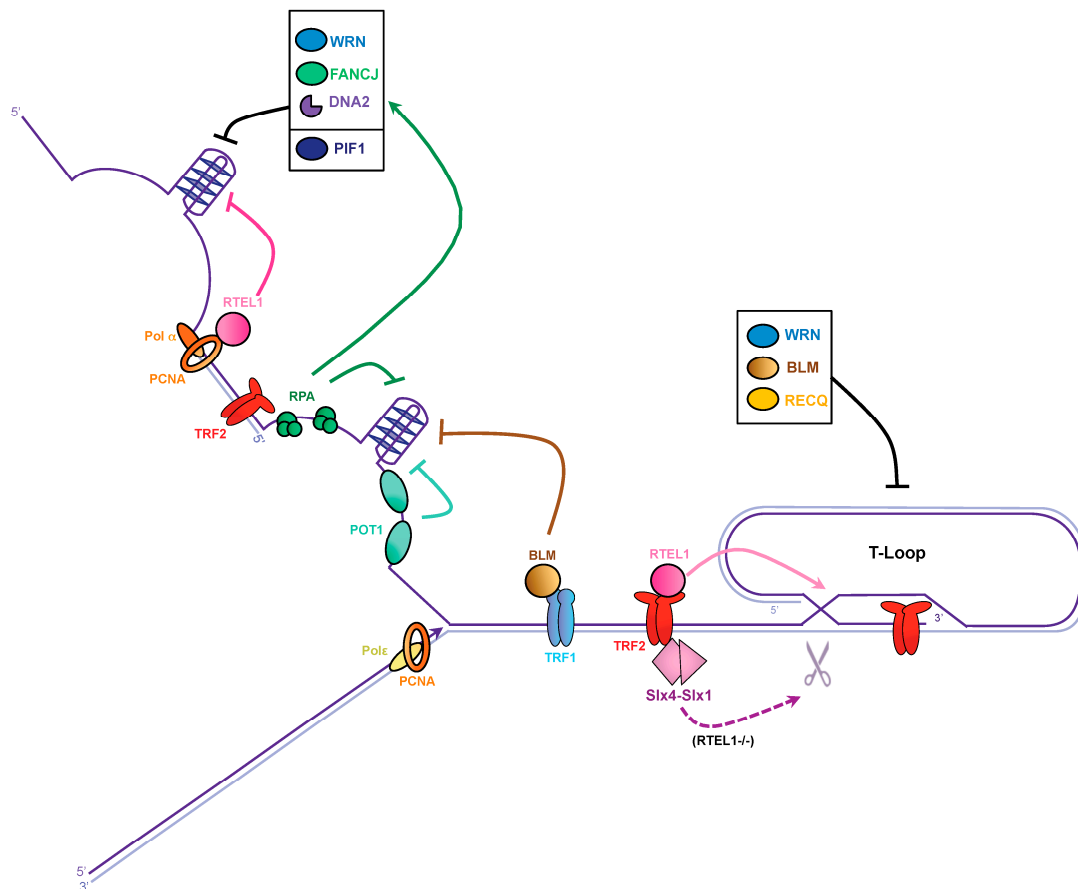 WRN
FANCJ
DNA2
PIF1
5'
RTEL1
Pol α
PCNA
TRF2
5'
RPA
POT1
WRN
BLM
RECQ
T-Loop
BLM
RTEL1
5'
3'
TRF1
TRF2
Polε
PCNA
Slx4-Slx1
(RTEL1-/-)
5'
3'